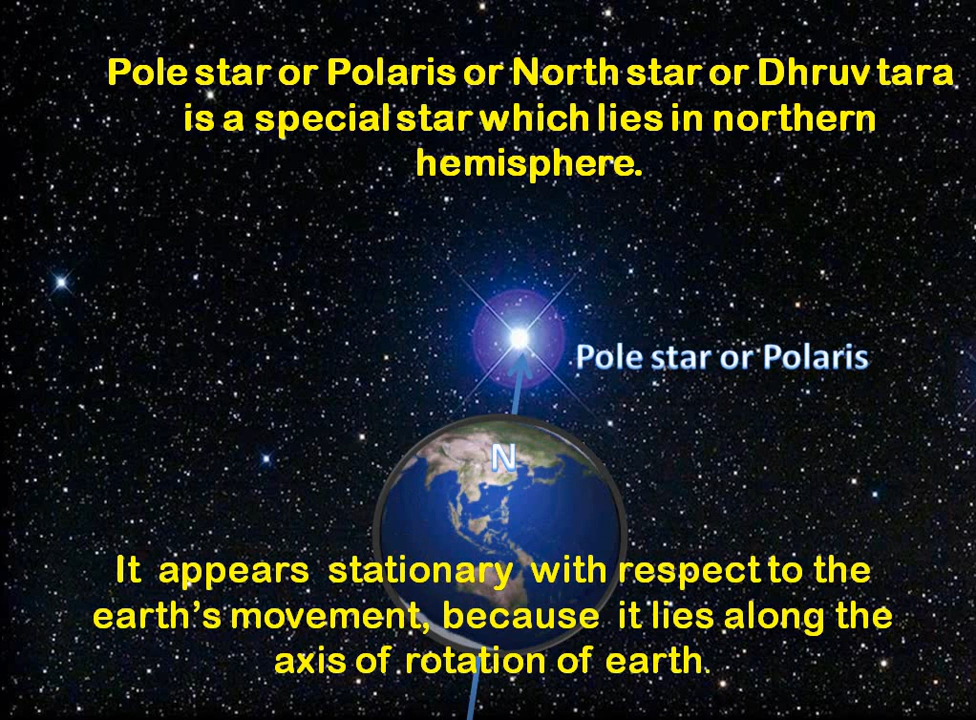 Pole star or Polaris or North star or Dhruv tara
is a special star which lies in northern
hemisphere.
Pole star or Polaris
N
It appears stationary with respect to the
earth’s movement, because it lies along the
axis of rotation of earth.